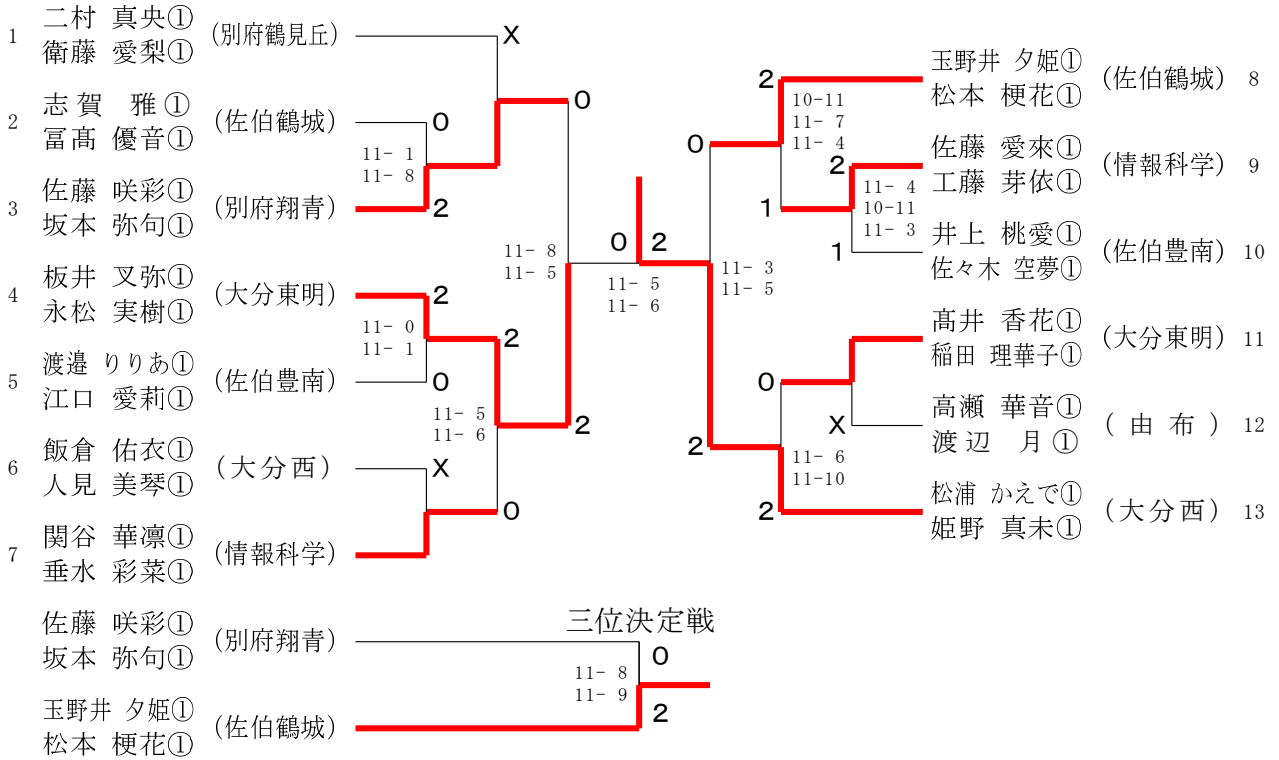 1 二村 真央① 衛藤 愛梨① (別府鶴見丘)
2 志賀 雅① 冨髙 優音① (佐伯鶴城)
3 佐藤 咲彩① 坂本 弥句① (別府翔青)
4 板井 叉弥① 永松 実樹① (大分東明)
5 渡邉 りりあ① 江口 愛莉① (佐伯豊南)
6 飯倉 佑衣① 人見 美琴① (大分西)
7 関谷 華凛① 垂水 彩菜① (情報科学)
X
0
11- 1
11- 8
2
0
2
11- 0
11- 1
0
2
11- 5
11- 6
X
0
11- 8
11- 5
2
0 2
11- 5
11- 6
0
11- 3
11- 5
2
2
10-11
11- 7
11- 4
1
2
11- 4
10-11
11- 3
1
0
X
11- 6
11-10
2
玉野井 夕姫① 松本 梗花① (佐伯鶴城) 8
佐藤 愛來① 工藤 芽依① (情報科学) 9
井上 桃愛① 佐々木 空夢① (佐伯豊南) 10
髙井 香花① 稲田 理華子① (大分東明) 11
高瀬 華音① 渡辺 月① (由布) 12
松浦 かえで① 姫野 真未① (大分西) 13
三位決定戦
佐藤 咲彩① 坂本 弥句① (別府翔青)
0
11- 8
11- 9
2
玉野井 夕姫① 松本 梗花① (佐伯鶴城)